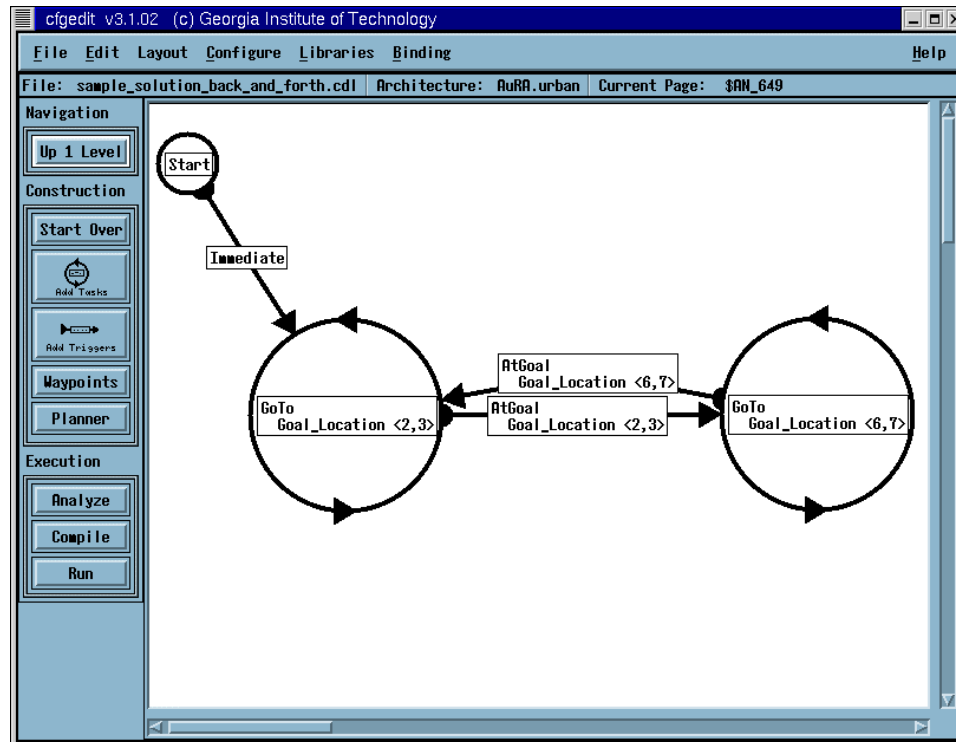 cfgedit v3.1.02 (c) Georgia Institute of Technology
File Edit Layout Configure Libraries Binding Help
File: sample_solution_back_and_forth.cdl Architecture: AuRA.urban Current Page: $AN_649
Navigation
Up 1 Level
Construction
Start Over
Add Tasks
Add Triggers
Waypoints
Planner
Execution
Analyze
Compile
Run
Start
Immediate
AtGoal
Goal_Location <6,7>
GoTo
Goal_Location <2,3>
AtGoal
Goal_Location <2,3>
GoTo
Goal_Location <6,7>